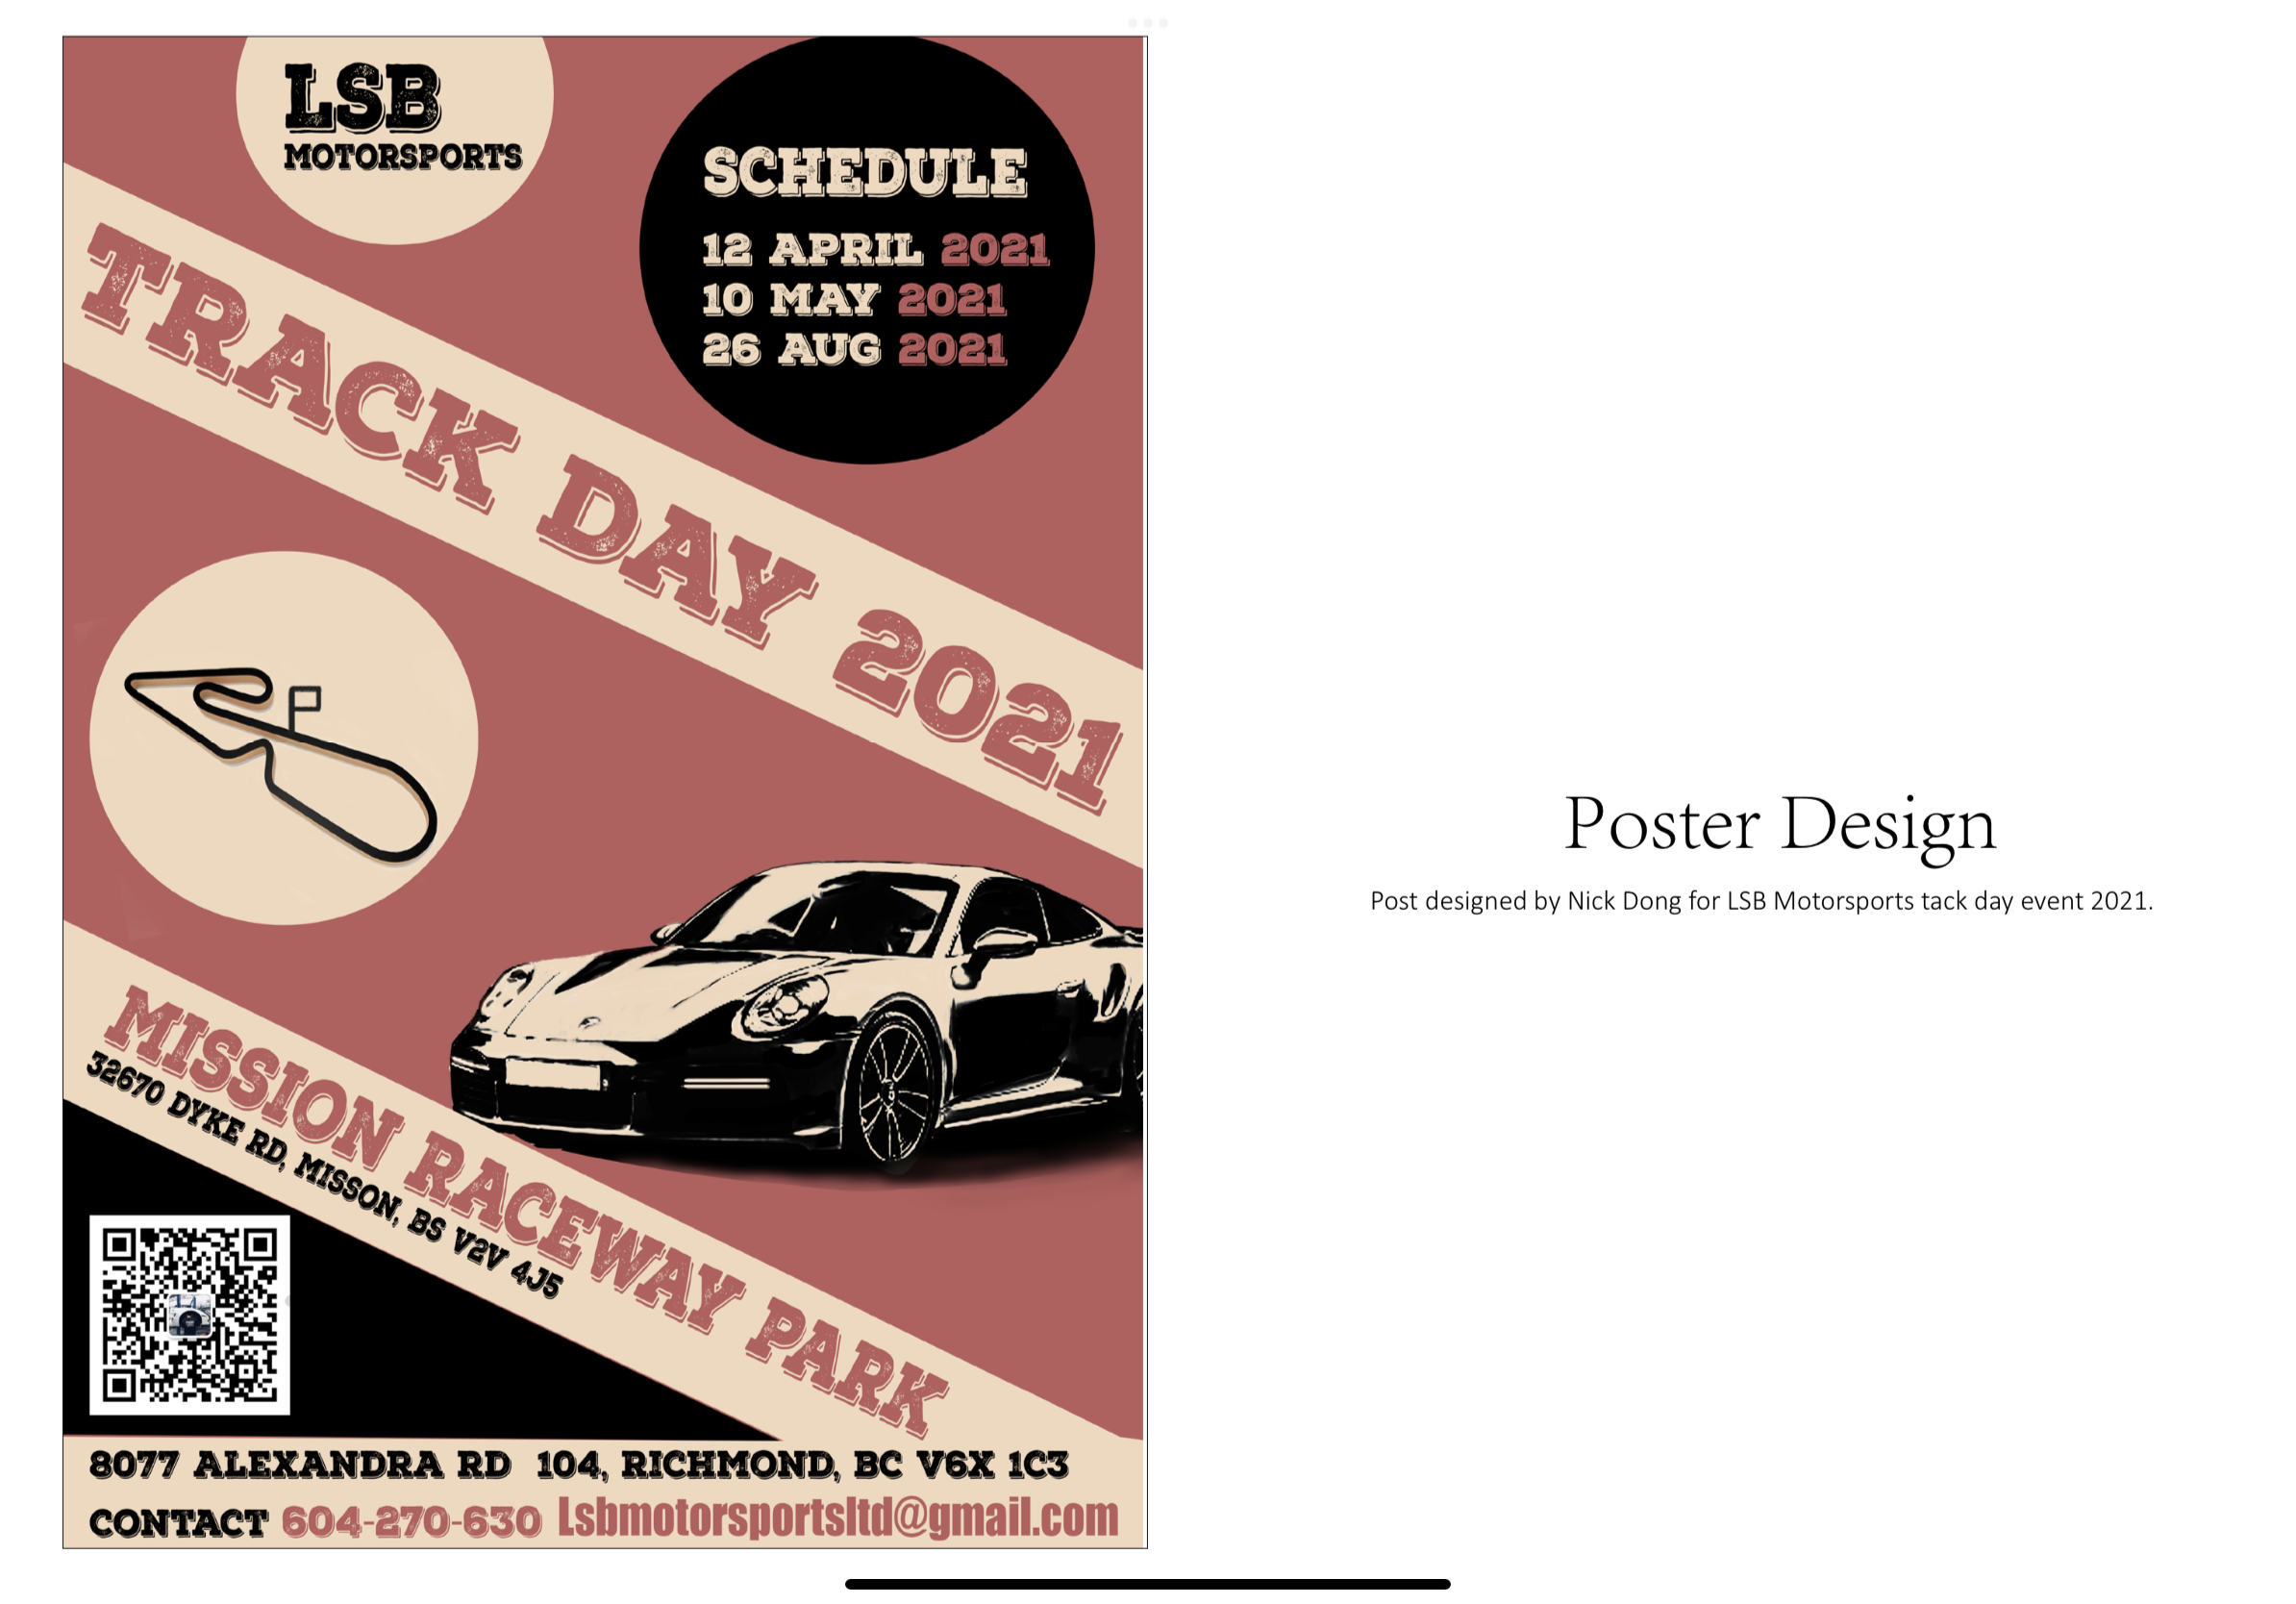 LSB
MOTORSPORTS
SCHEDULE
12 APRIL 2021
10 MAY 2021
26 AUG 2021
TRACK DAY 2021
MISSION RACEWAY PARK
32670 DYKE RD, MISSON, BS V2V 4J5
8077 ALEXANDRA RD 104, RICHMOND, BC V6X 1C3
CONTACT 604-270-630 Lsbmotorsportsltd@gmail.com
Poster Design
Post designed by Nick Dong for LSB Motorsports tack day event 2021.